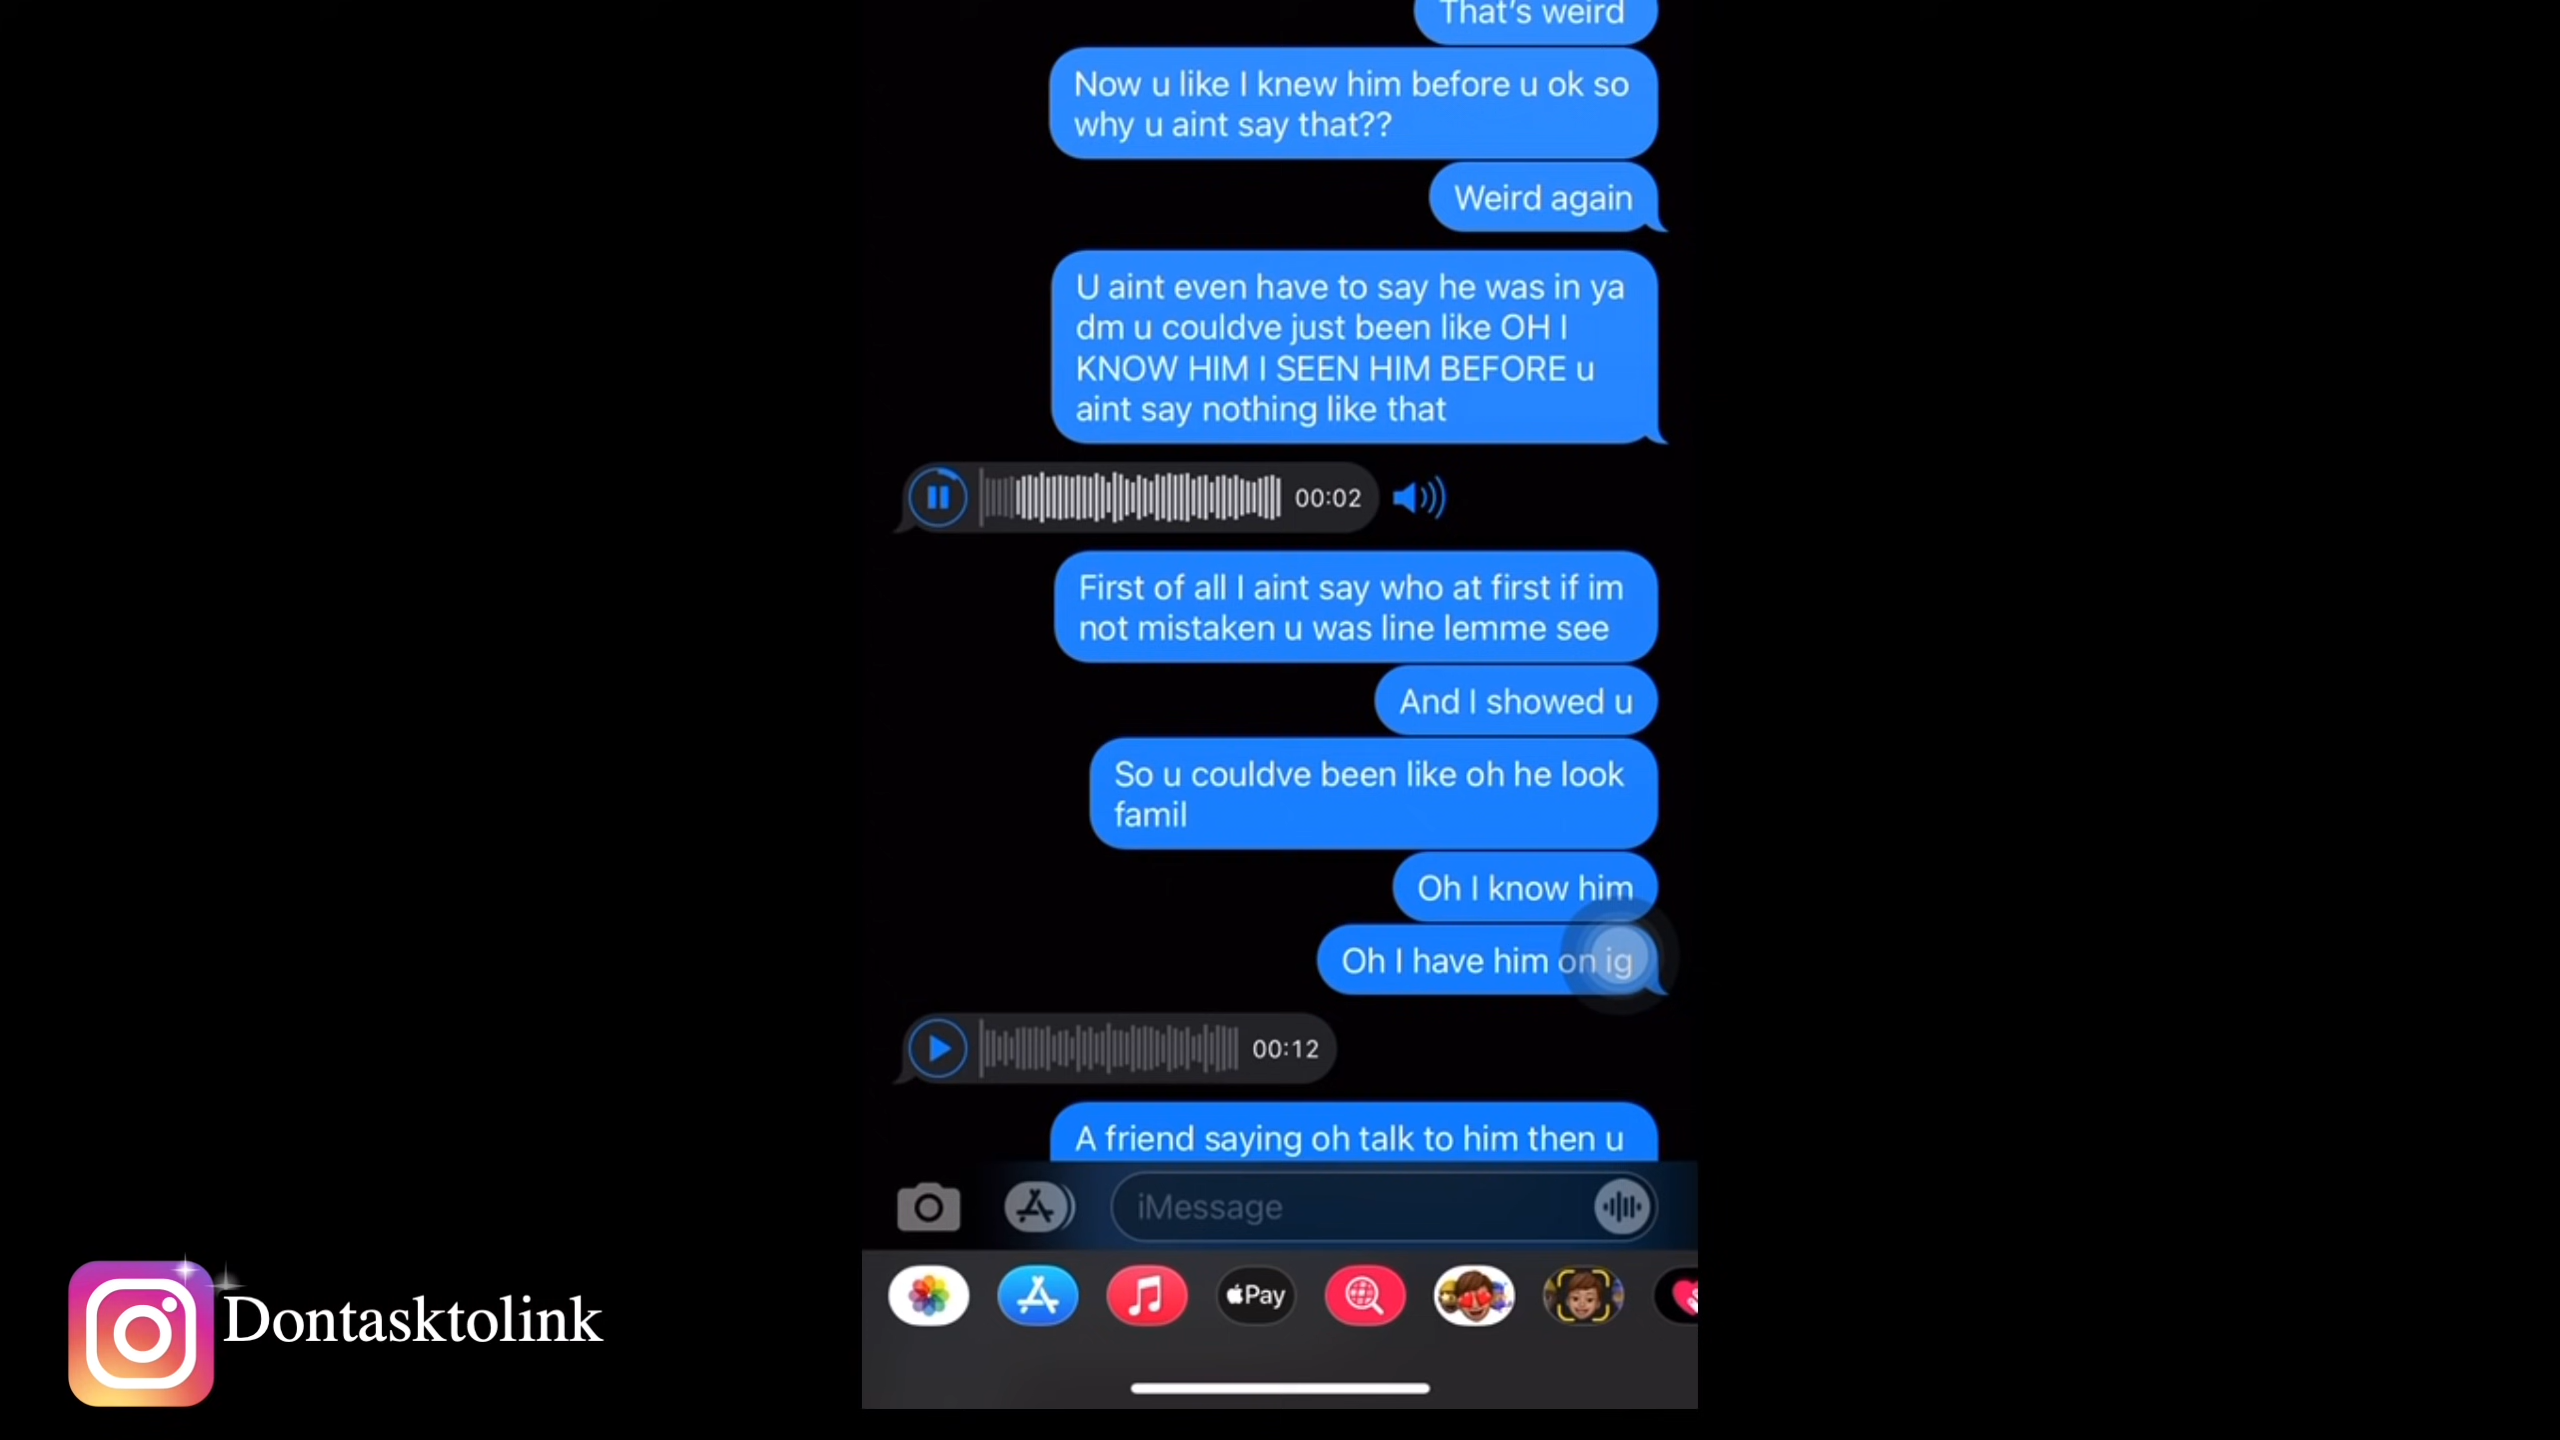 That's weird
Now u like I knew him before u ok so
why u aint say that??
Weird again
U aint even have to say he was in ya
dm u couldve just been like OH I
KNOW HIM I SEEN HIM BEFORE u
aint say nothing like that
00:02
First of all I aint say who at first if im
not mistaken u was line lemme see
And I showed u
So u couldve been like oh he look
famil
Oh I know him
Oh I have him on ig
00:12
A friend saying oh talk to him then u
iMessage
Pay
Dontasktolink